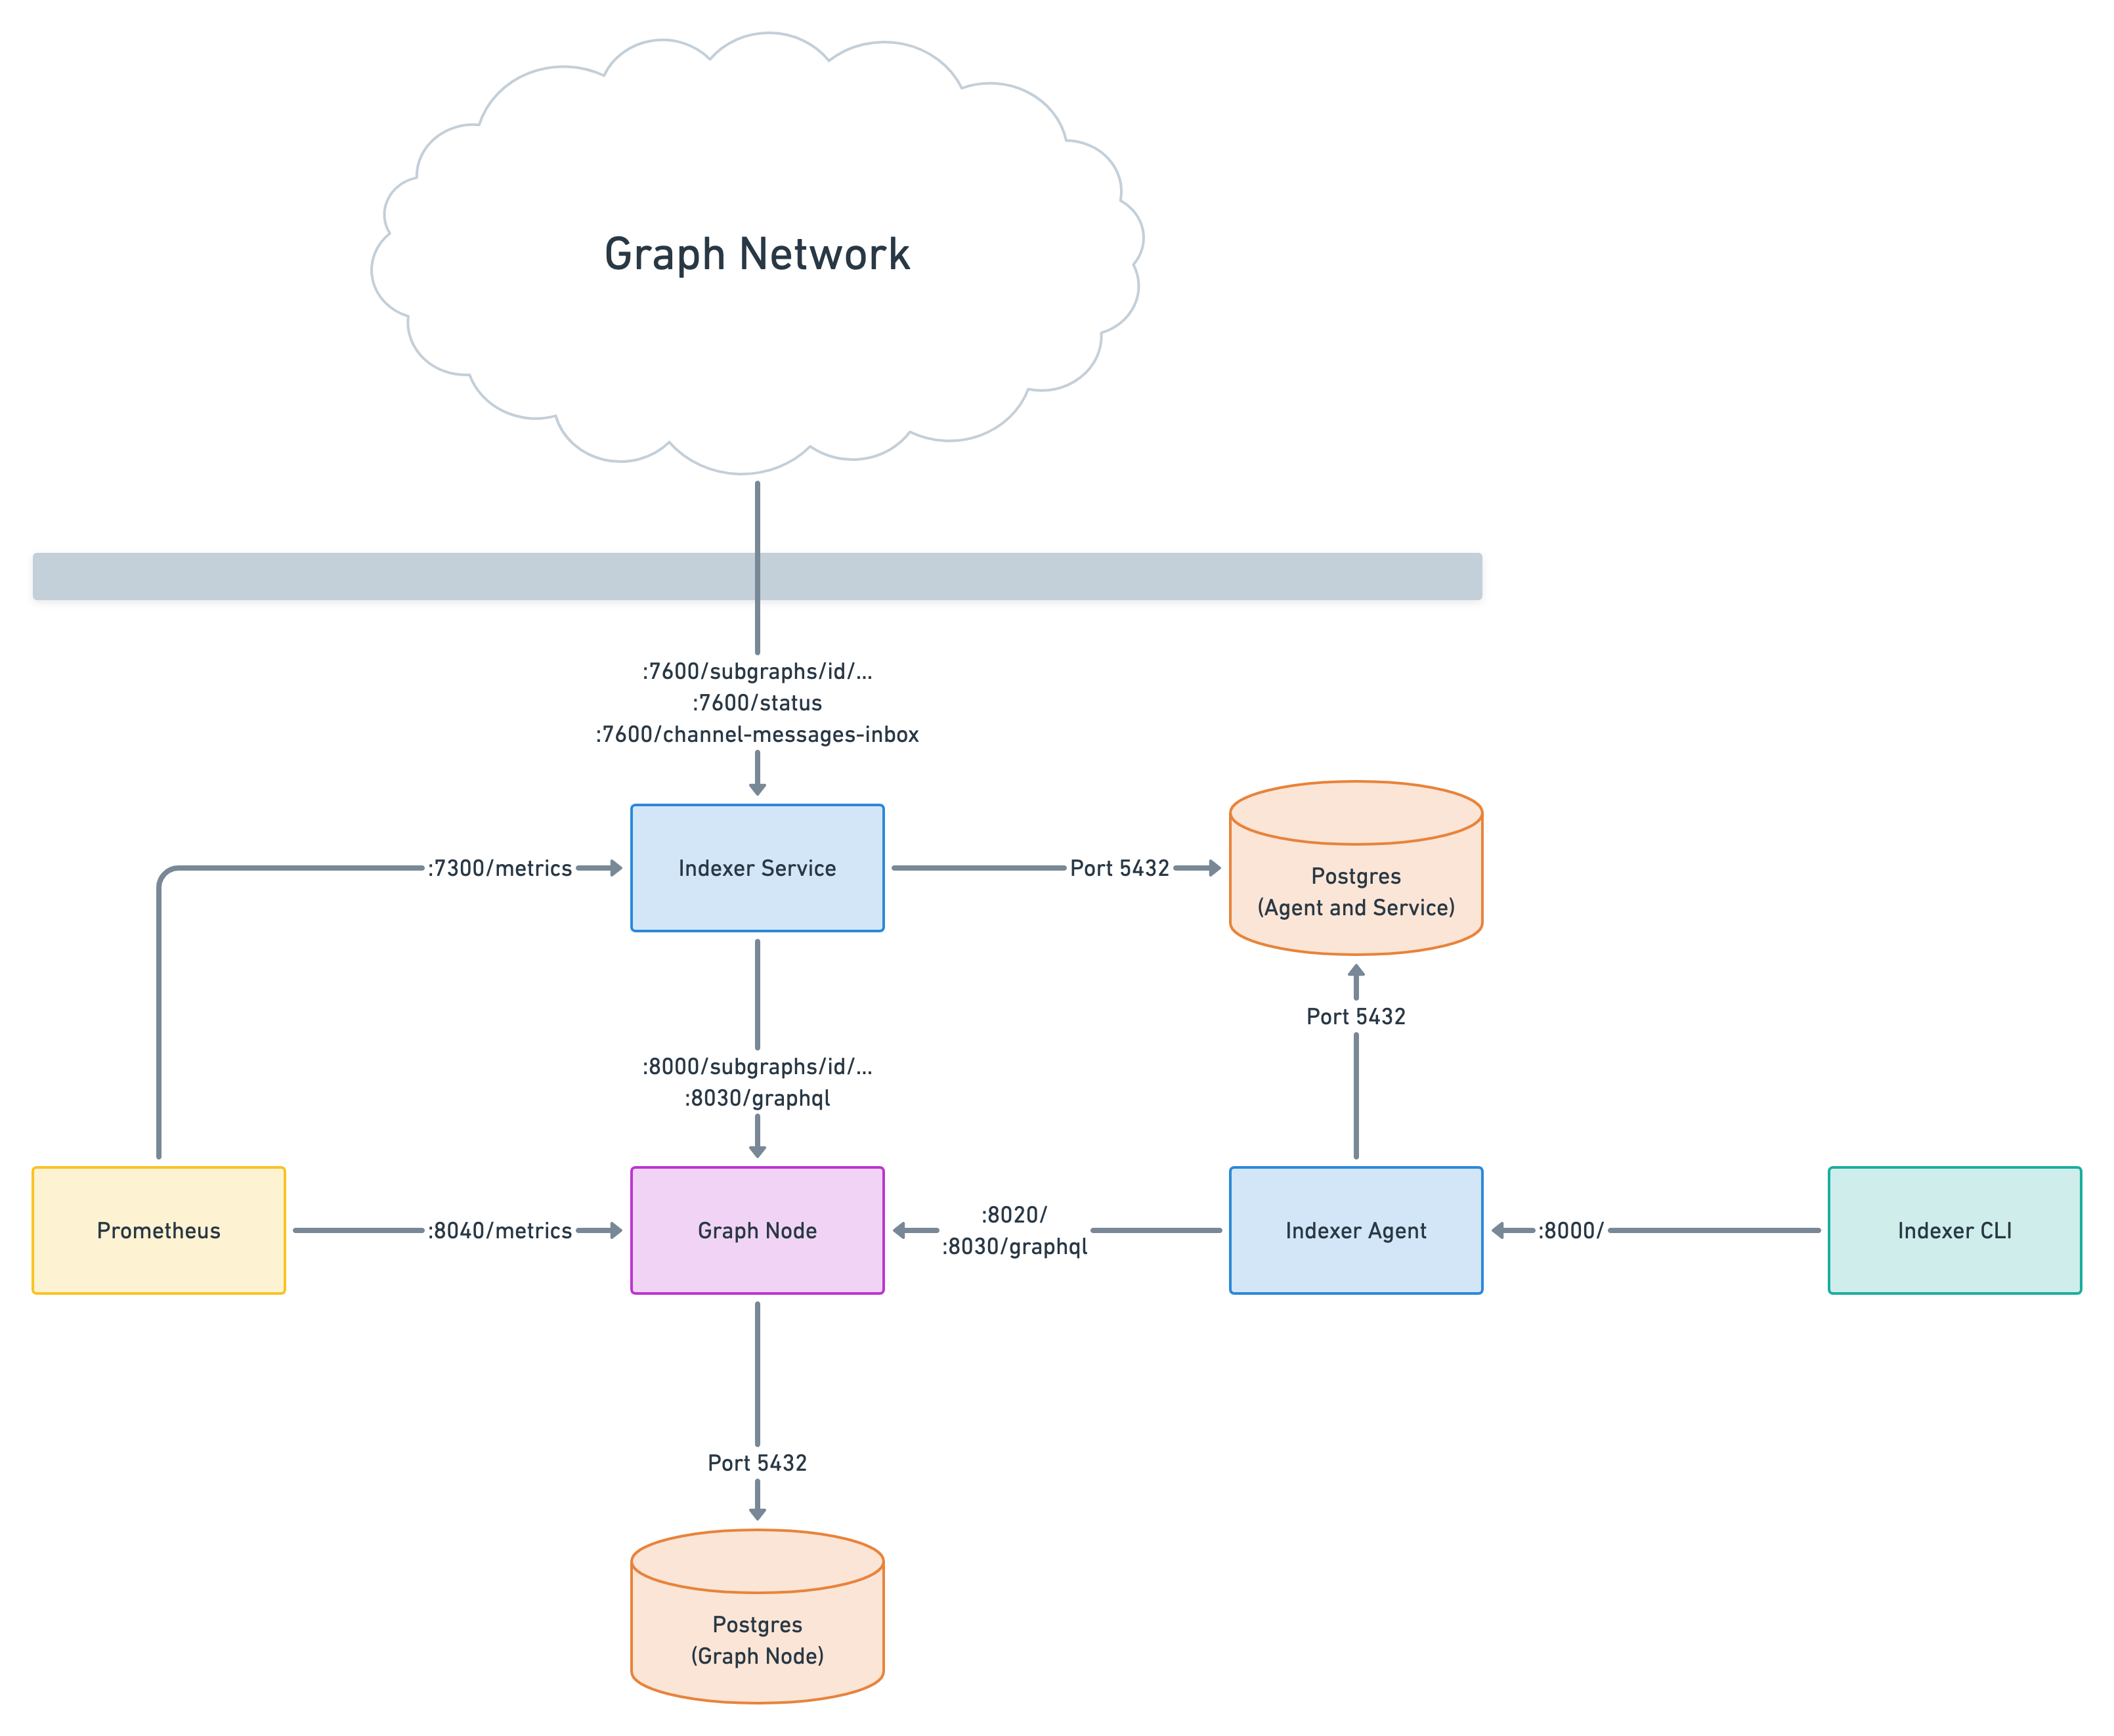 Graph Network
:7600/subgraphs/id/...
:7600/status
:7600/channel-messages-inbox
:7300/metrics
Indexer Service
Port 5432
Postgres
(Agent and Service)
Port 5432
:8000/subgraphs/id/...
:8030/graphql
Prometheus
:8040/metrics
Graph Node
:8020/
:8030/graphql
Indexer Agent
:8000/
Indexer CLI
Port 5432
Postgres
(Graph Node)